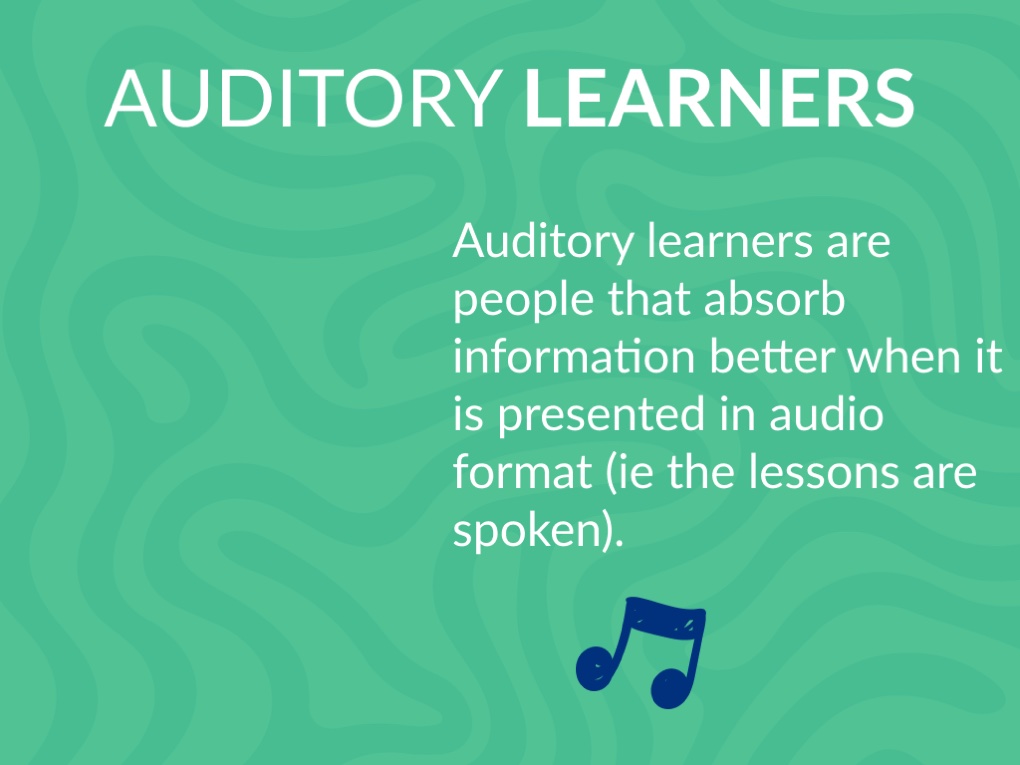 AUDITORY LEARNERS
Auditory learners are
people that absorb
information better when it
is presented in audio
format (ie the lessons are
spoken).